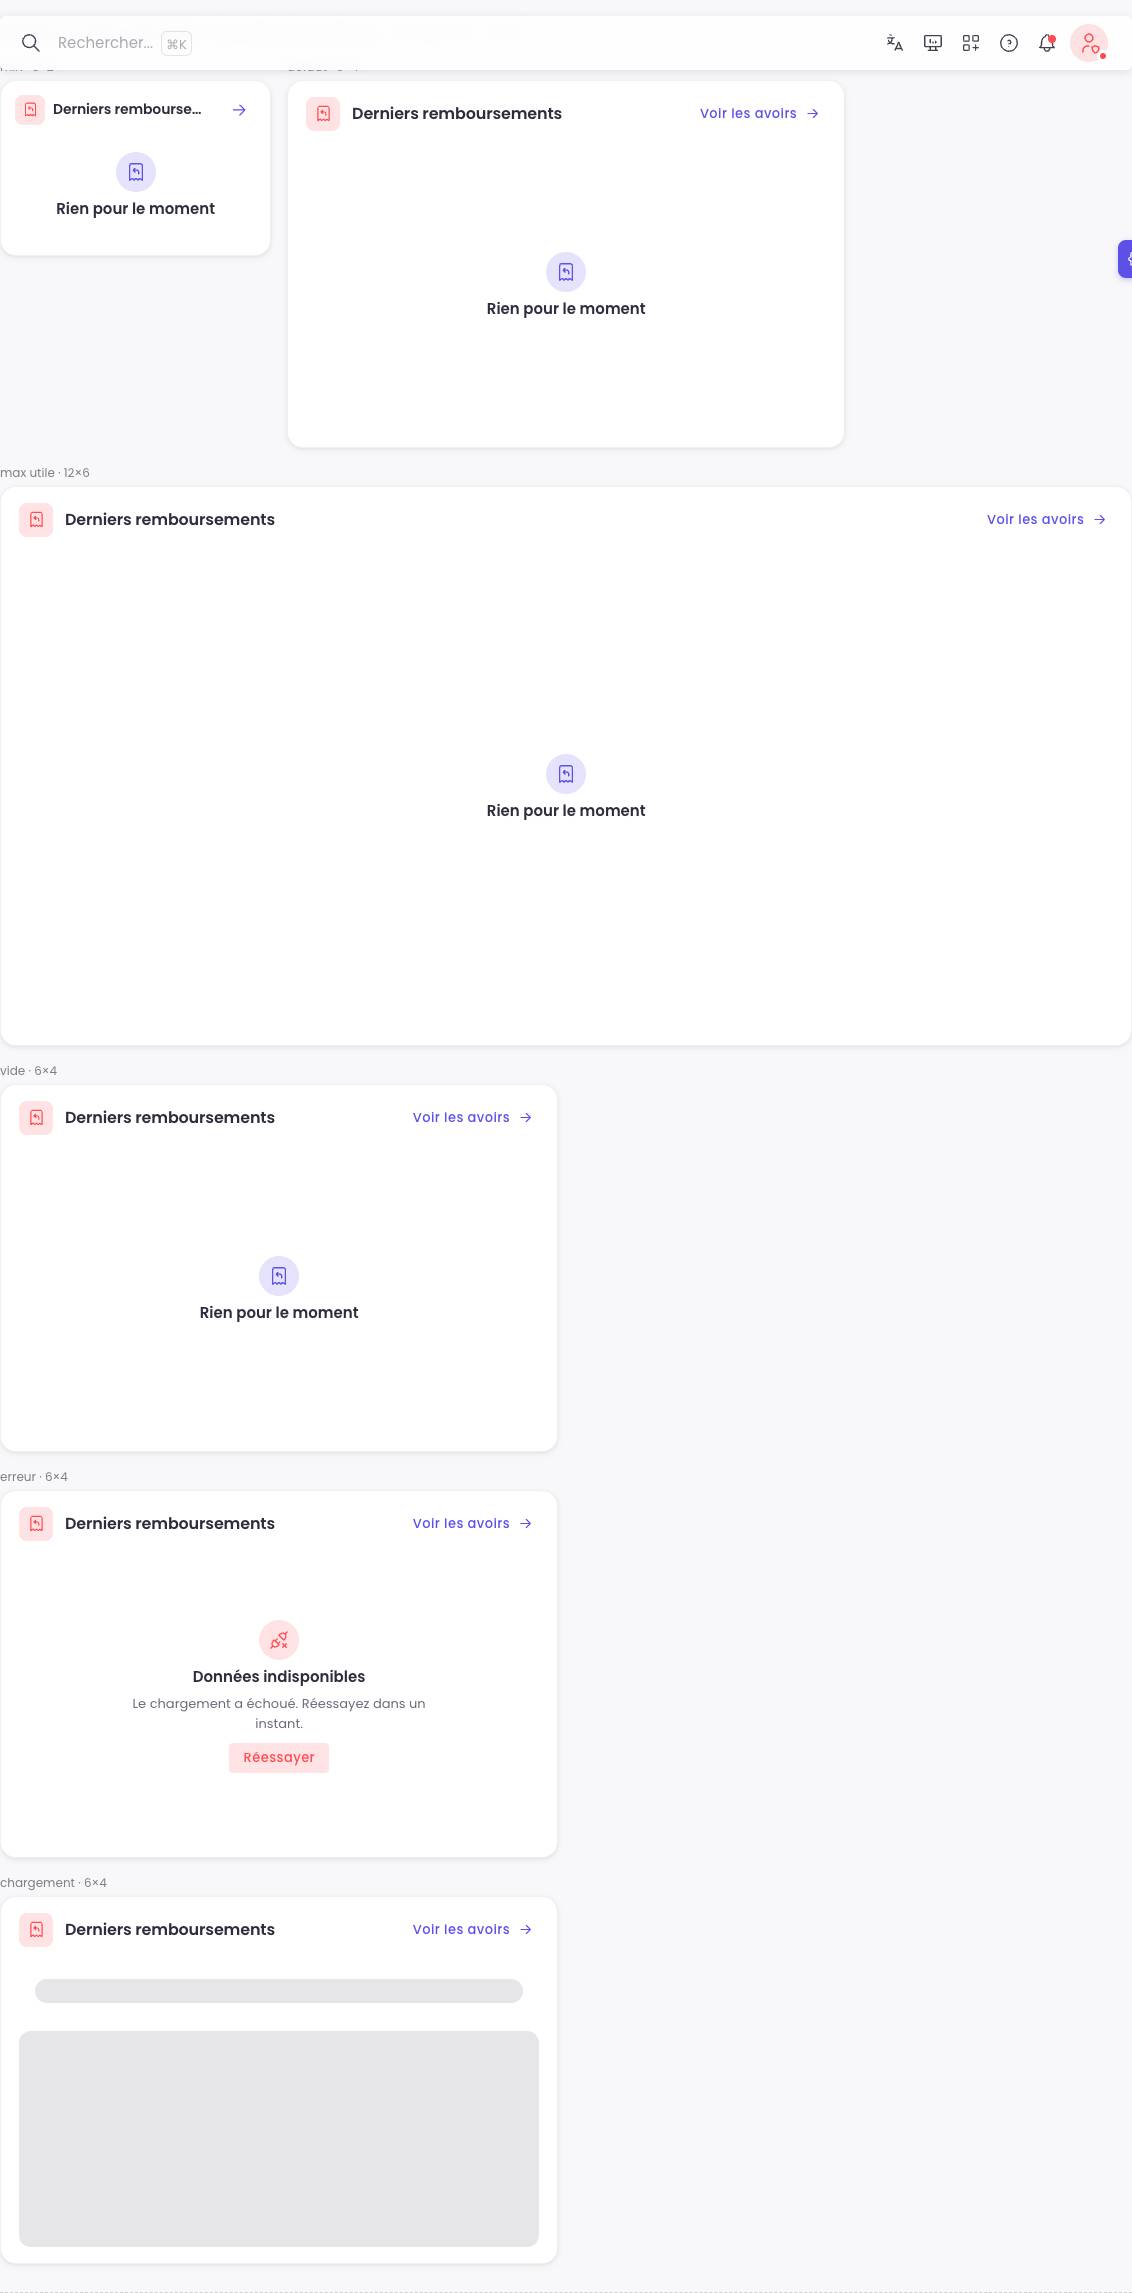 Rechercher... ⌘K
Derniers rembourse...
Rien pour le moment
Derniers remboursements
Voir les avoirs
Rien pour le moment
max utile · 12×6
Derniers remboursements
Voir les avoirs
Rien pour le moment
vide · 6×4
Derniers remboursements
Voir les avoirs
Rien pour le moment
erreur · 6×4
Derniers remboursements
Voir les avoirs
Données indisponibles
Le chargement a échoué. Réessayez dans un
instant.
Réessayer
chargement · 6×4
Derniers remboursements
Voir les avoirs